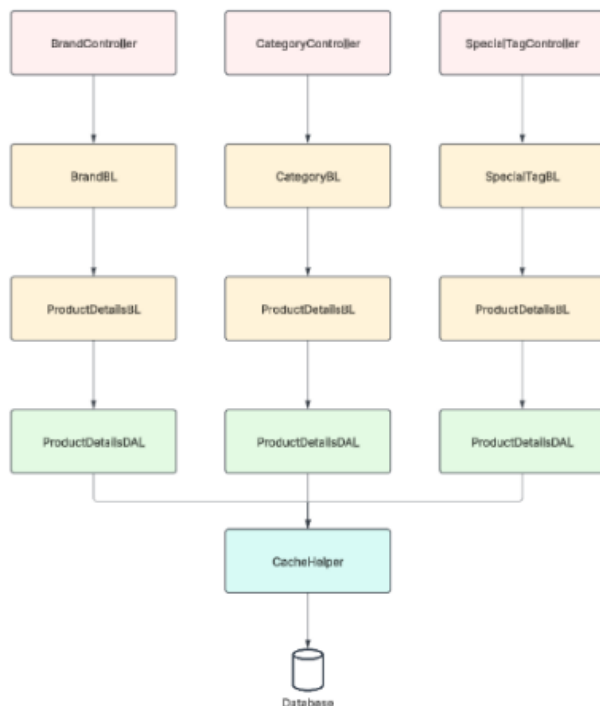 BrandController
CategoryController
SpecialTagController
BrandBL
CategoryBL
SpecialTagBL
ProductDetailsBL
ProductDetailsBL
ProductDetailsBL
ProductDetailsDAL
ProductDetailsDAL
ProductDetailsDAL
CacheHelper
Database